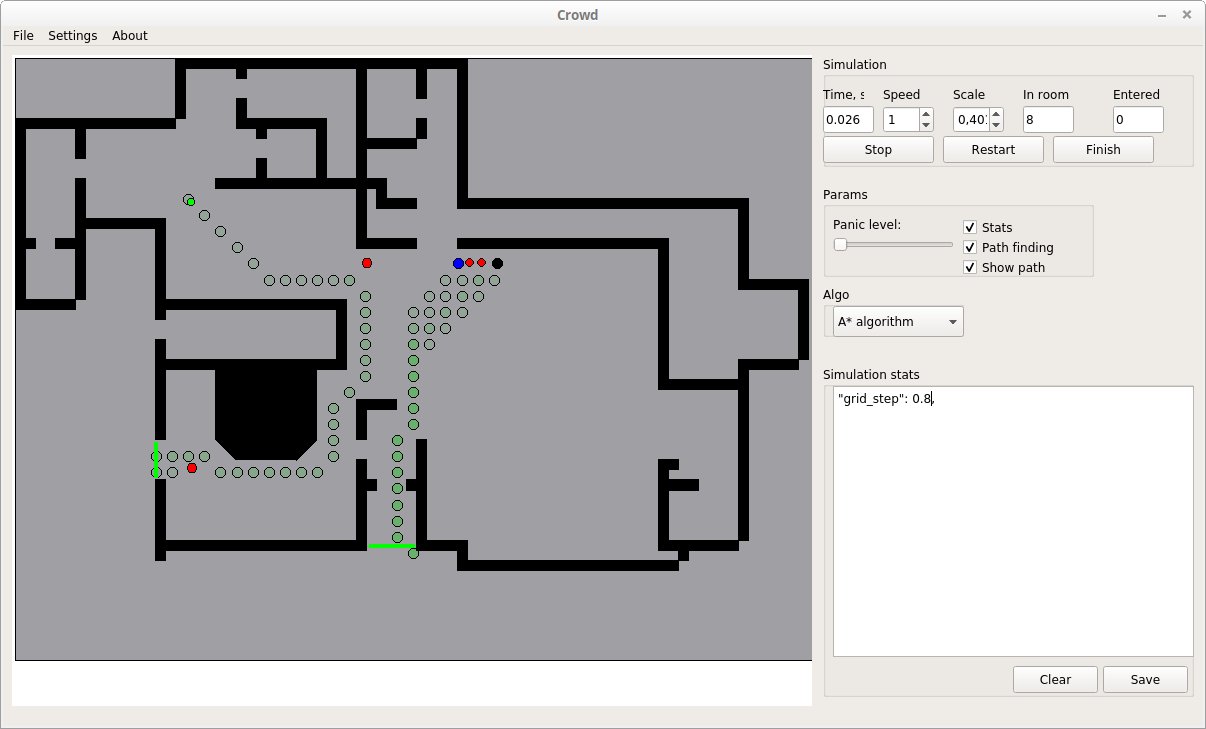 Crowd
File Settings About
Simulation
Time, s Speed Scale In room Entered
0.026 1 0,401 8 0
Stop Restart Finish
Params
Panic level:
Stats
Path finding
Show path
Algo
A* algorithm
Simulation stats
"grid_step": 0.8,
Clear Save